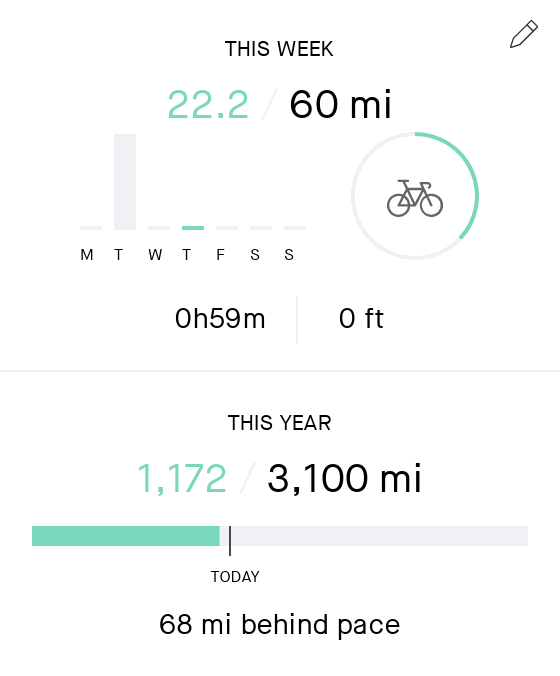 THIS WEEK
22.2 / 60 mi
M T W T F S S
0h59m 0 ft
THIS YEAR
1,172 / 3,100 mi
TODAY
68 mi behind pace